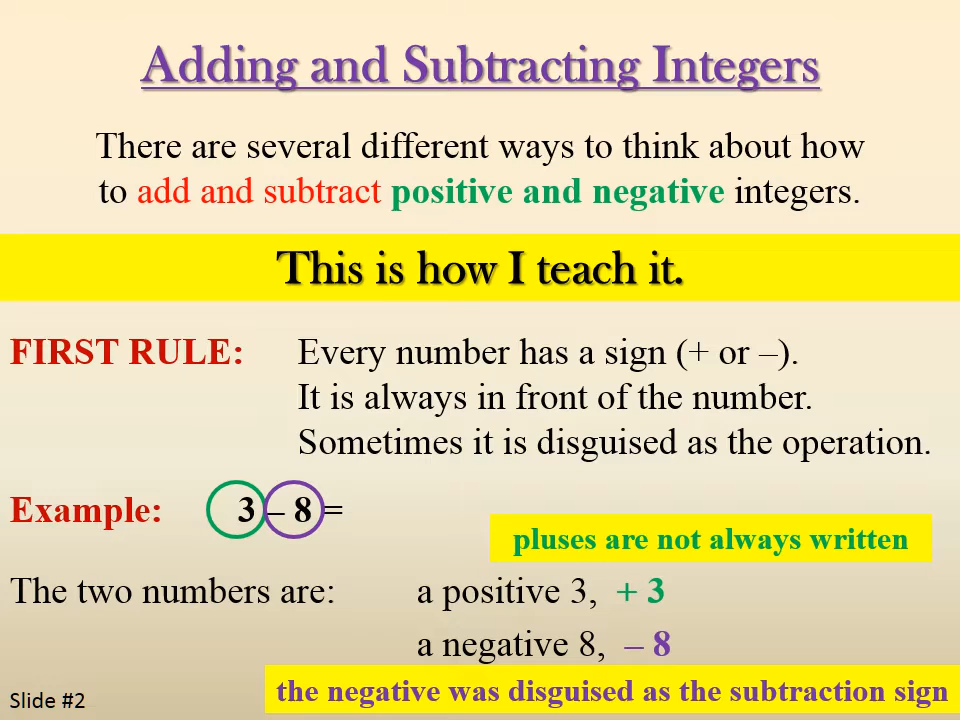 Adding and Subtracting Integers
There are several different ways to think about how
to add and subtract positive and negative integers.
This is how I teach it.
FIRST RULE: Every number has a sign (+ or –).
It is always in front of the number.
Sometimes it is disguised as the operation.
Example: 3 – 8 =
pluses are not always written
The two numbers are: a positive 3, + 3
a negative 8, – 8
the negative was disguised as the subtraction sign
Slide #2